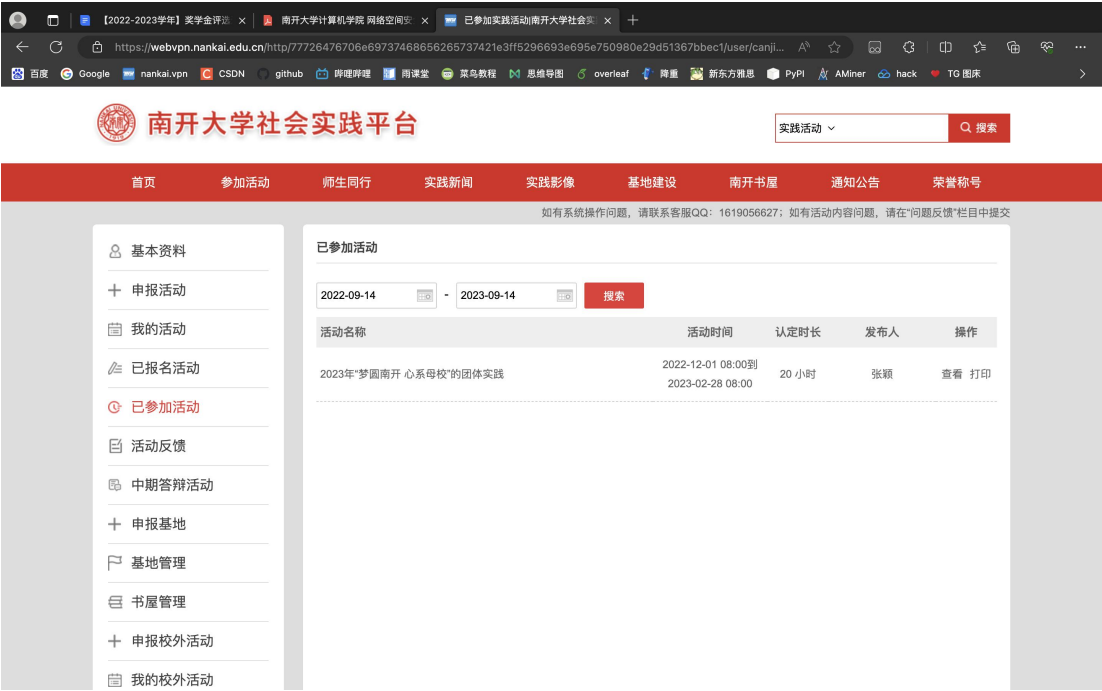 【2022-2023学年】奖学金评选
南开大学计算机学院 网络空间安
已参加实践活动|南开大学社会实
https://webvpn.nankai.edu.cn/http/77726476706e69737468656265737421e3ff5296693e695e750980e29d51367bbec1/user/canji...
百度 Google nankai.vpn CSDN github 哔哩哔哩 雨课堂 菜鸟教程 思维导图 overleaf 降重 新东方雅思 PyPI AMiner hack TG 图床
南开大学社会实践平台
实践活动 搜索
首页 参加活动 师生同行 实践新闻 实践影像 基地建设 南开书屋 通知公告 荣誉称号
如有系统操作问题，请联系客服QQ：1619056627；如有活动内容问题，请在“问题反馈”栏目中提交
基本资料
申报活动
我的活动
已报名活动
已参加活动
活动反馈
中期答辩活动
申报基地
基地管理
书屋管理
申报校外活动
我的校外活动
已参加活动
2022-09-14 - 2023-09-14 搜索
活动名称 活动时间 认定时长 发布人 操作
2023年“梦圆南开 心系母校”的团体实践 2022-12-01 08:00到 20 小时 张颖 查看 打印
2023-02-28 08:00